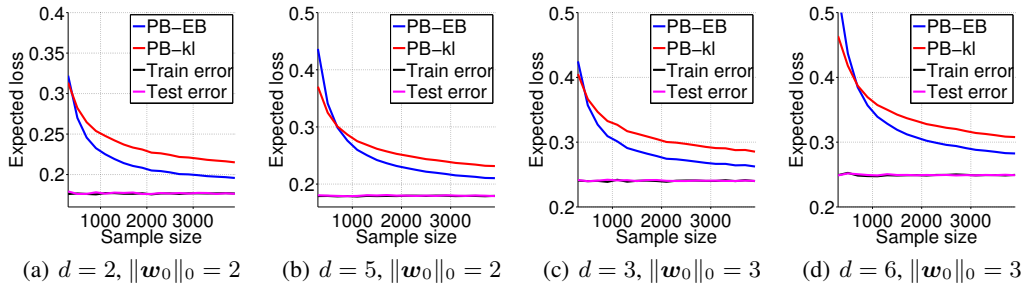 0.4
0.35
0.3
0.25
0.2
Expected loss
PB−EB
PB−kl
Train error
Test error
1000 2000 3000
Sample size
(a) d = 2, ‖w₀‖₀ = 2
0.5
0.4
0.3
0.2
Expected loss
PB−EB
PB−kl
Train error
Test error
1000 2000 3000
Sample size
(b) d = 5, ‖w₀‖₀ = 2
0.5
0.4
0.3
0.2
Expected loss
PB−EB
PB−kl
Train error
Test error
1000 2000 3000
Sample size
(c) d = 3, ‖w₀‖₀ = 3
0.5
0.4
0.3
0.2
Expected loss
PB−EB
PB−kl
Train error
Test error
1000 2000 3000
Sample size
(d) d = 6, ‖w₀‖₀ = 3